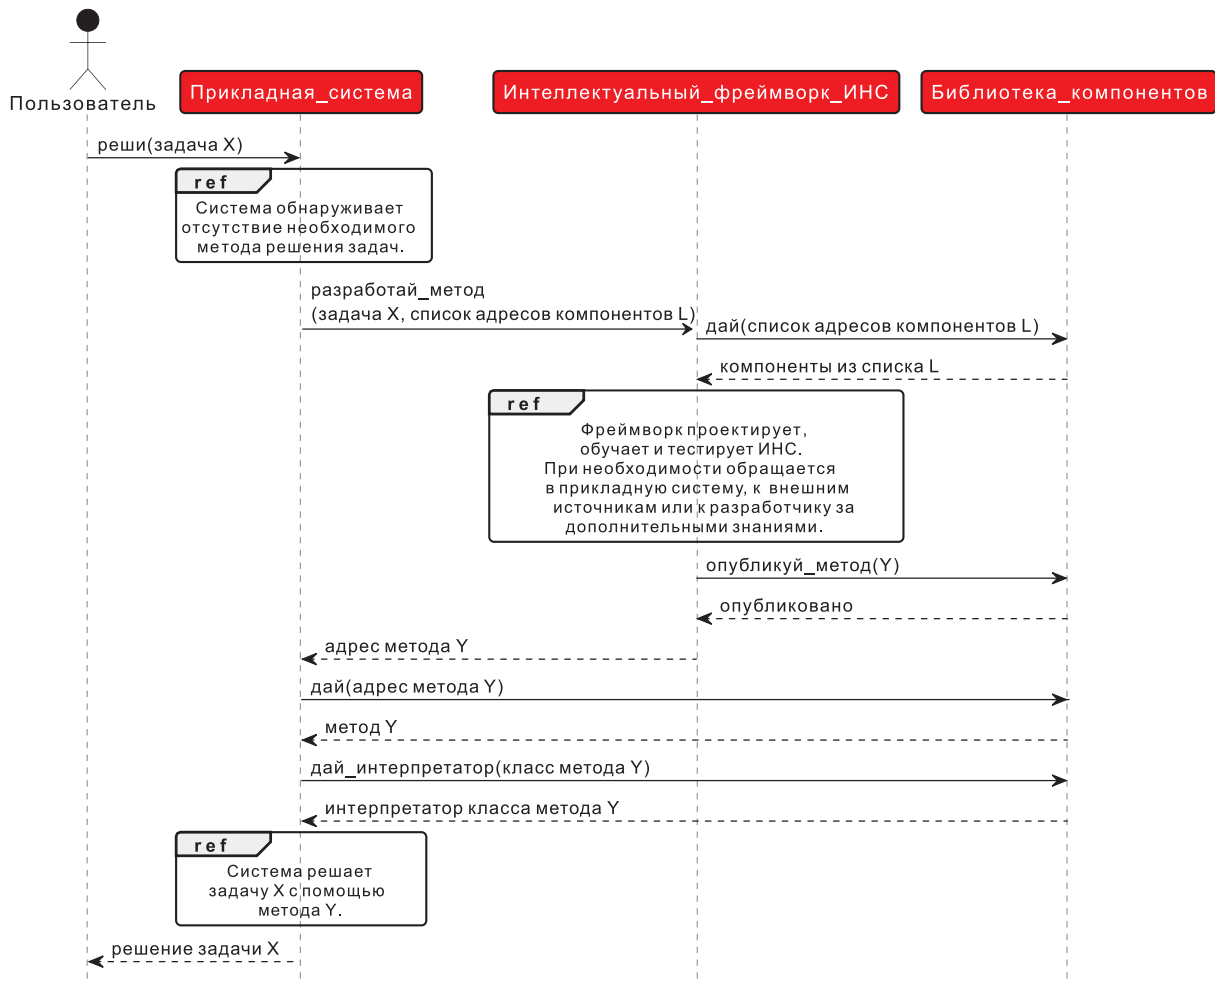 Пользователь
Прикладная_система
Интеллектуальный_фреймворк_ИНС
Библиотека_компонентов
реши(задача X)
ref
Система обнаруживает
отсутствие необходимого
метода решения задач.
разработай_метод
(задача X, список адресов компонентов L)
дай(список адресов компонентов L)
компоненты из списка L
ref
Фреймворк проектирует,
обучает и тестирует ИНС.
При необходимости обращается
в прикладную систему, к внешним
источникам или к разработчику за
дополнительными знаниями.
опубликуй_метод(Y)
опубликовано
адрес метода Y
дай(адрес метода Y)
метод Y
дай_интерпретатор(класс метода Y)
интерпретатор класса метода Y
ref
Система решает
задачу X с помощью
метода Y.
решение задачи X